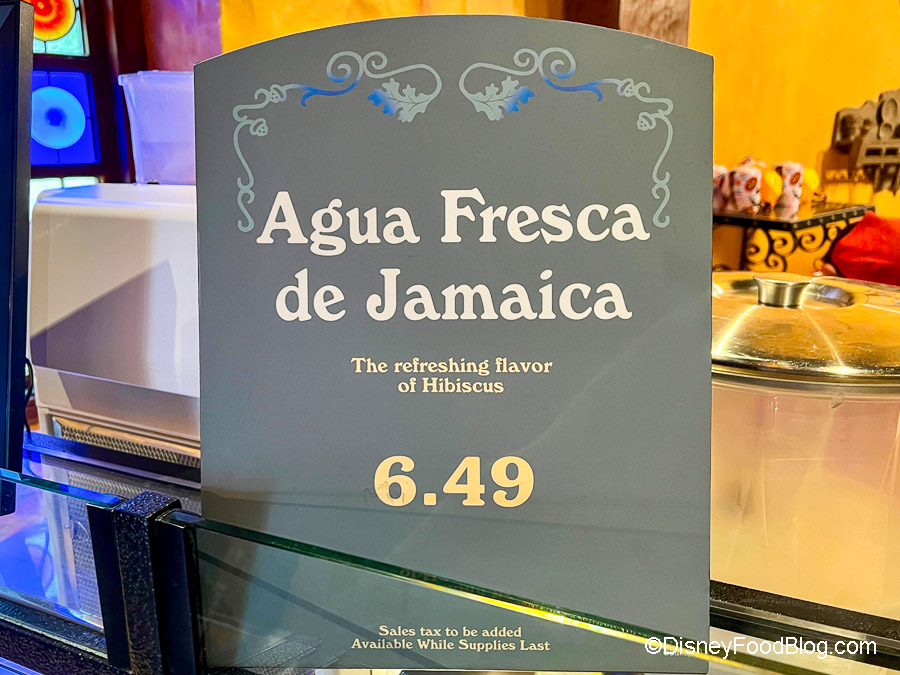 Agua Fresca
de Jamaica
The refreshing flavor
of Hibiscus
6.49
Sales tax to be added
Available While Supplies Last
©DisneyFoodBlog.com